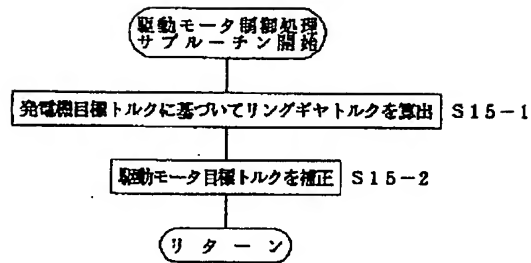 駆動モータ制御処理
サブルーチン開始
発電機目標トルクに基づいてリングギヤトルクを算出 S15-1
駆動モータ目標トルクを補正 S15-2
リターン